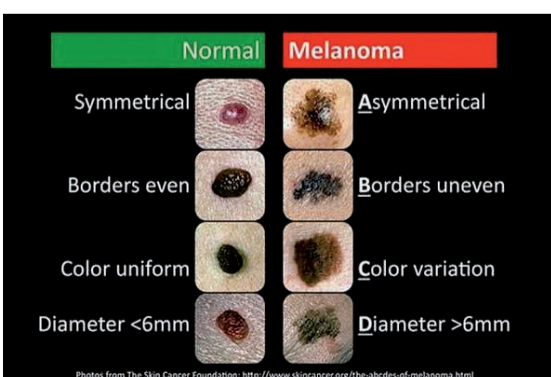 Normal Melanoma
Symmetrical Asymmetrical
Borders even Borders uneven
Color uniform Color variation
Diameter <6mm Diameter >6mm
Photos from The Skin Cancer Foundation: http://www.skincancer.org/the-abcdes-of-melanoma.html